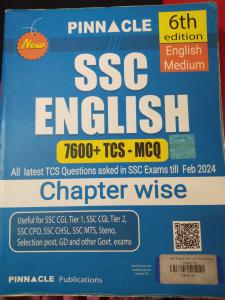 PINNACLE
New
6th
edition
English
Medium
SSC
ENGLISH
7600+ TCS - MCQ
All latest TCS Questions asked in SSC Exams till Feb 2024
Chapter wise
Useful for SSC CGL Tier 1, SSC CGL Tier 2,
SSC CPO, SSC CHSL, SSC MTS, Steno,
Selection post, GD and other Govt. exams
PINNACLE Publications